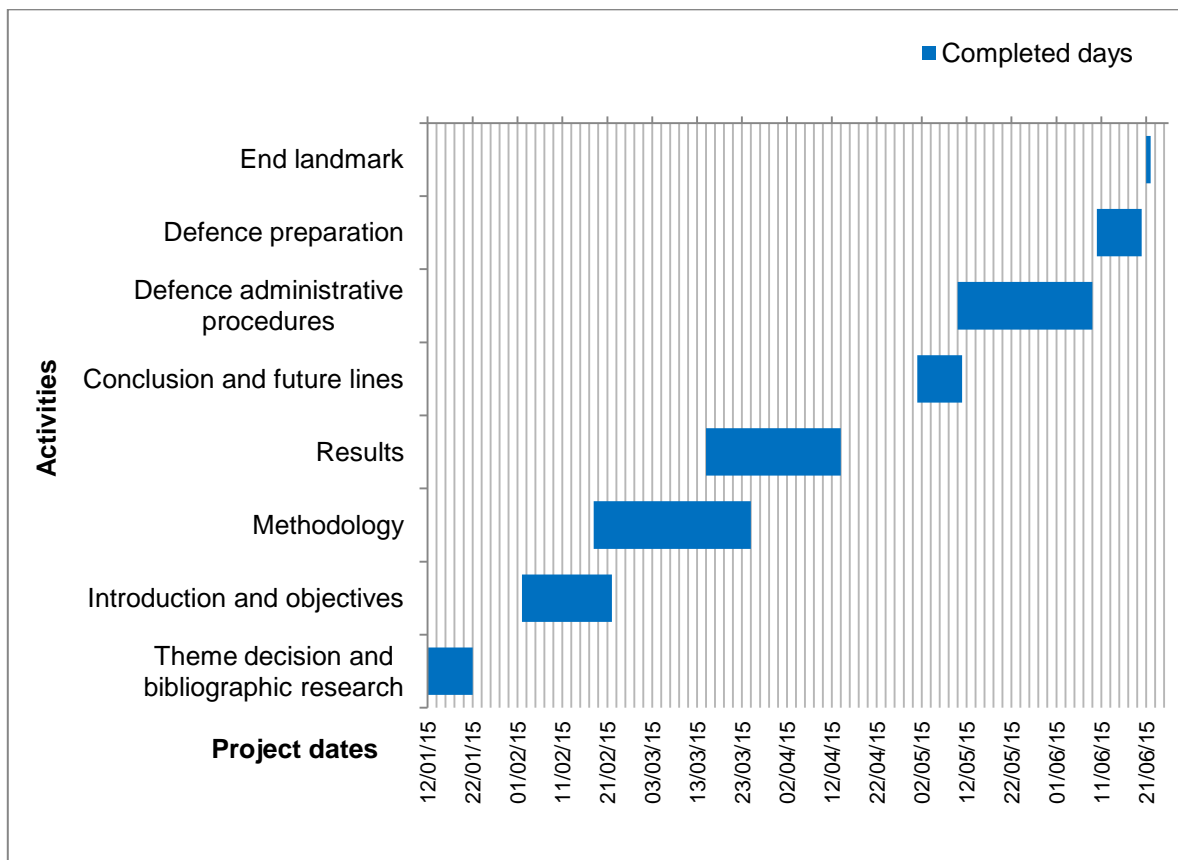 Completed days
End landmark
Defence preparation
Defence administrative
procedures
Conclusion and future lines
Results
Methodology
Introduction and objectives
Theme decision and
bibliographic research
Activities
Project dates
12/01/15
22/01/15
01/02/15
11/02/15
21/02/15
03/03/15
13/03/15
23/03/15
02/04/15
12/04/15
22/04/15
02/05/15
12/05/15
22/05/15
01/06/15
11/06/15
21/06/15